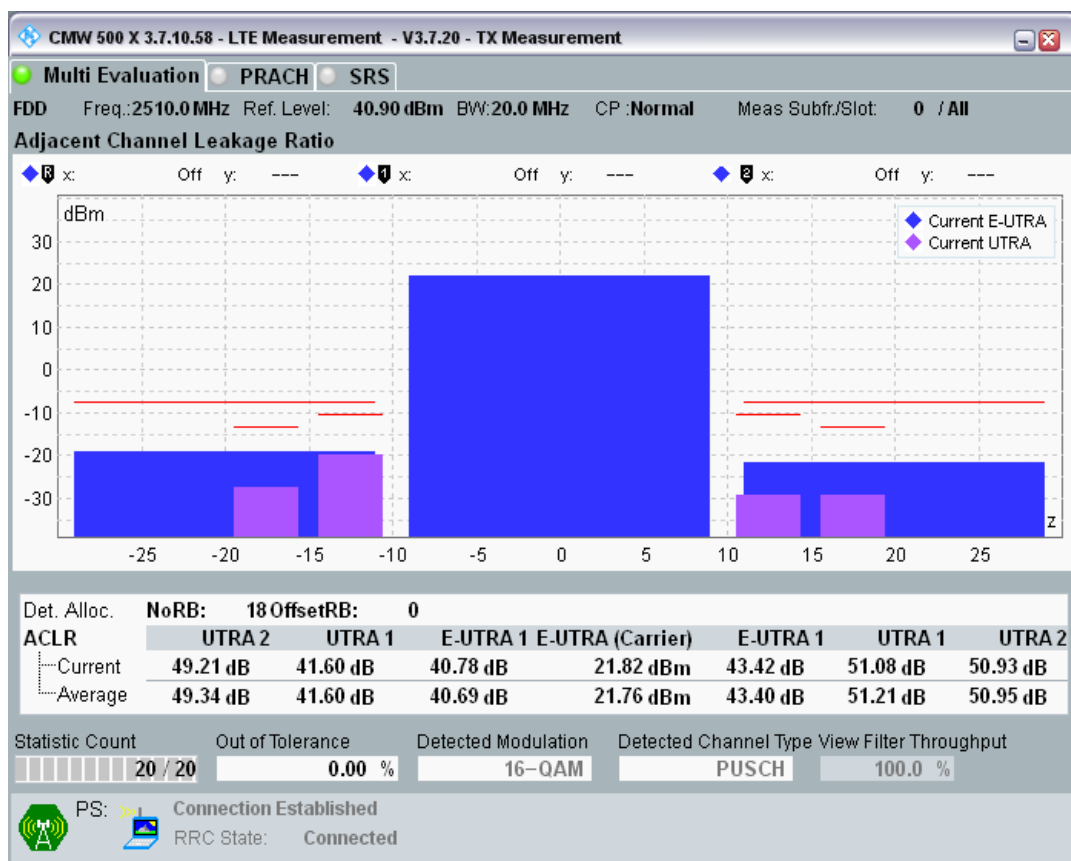 CMW 500 X 3.7.10.58 - LTE Measurement - V3.7.20 - TX Measurement
Multi Evaluation PRACH SRS
FDD Freq.:2510.0 MHz Ref. Level: 40.90 dBm BW:20.0 MHz CP :Normal Meas Subfr./Slot: 0 / All
Adjacent Channel Leakage Ratio
R x: Off y: --- 1 x: Off y: --- 2 x: Off y: ---
dBm
Current E-UTRA
Current UTRA
30
20
10
0
-10
-20
-30
z
-25 -20 -15 -10 -5 0 5 10 15 20 25
Det. Alloc. NoRB: 18 OffsetRB: 0
ACLR UTRA 2 UTRA 1 E-UTRA 1 E-UTRA (Carrier) E-UTRA 1 UTRA 1 UTRA 2
Current 49.21 dB 41.60 dB 40.78 dB 21.82 dBm 43.42 dB 51.08 dB 50.93 dB
Average 49.34 dB 41.60 dB 40.69 dB 21.76 dBm 43.40 dB 51.21 dB 50.95 dB
Statistic Count Out of Tolerance Detected Modulation Detected Channel Type View Filter Throughput
20 / 20 0.00 % 16-QAM PUSCH 100.0 %
PS: Connection Established
RRC State: Connected